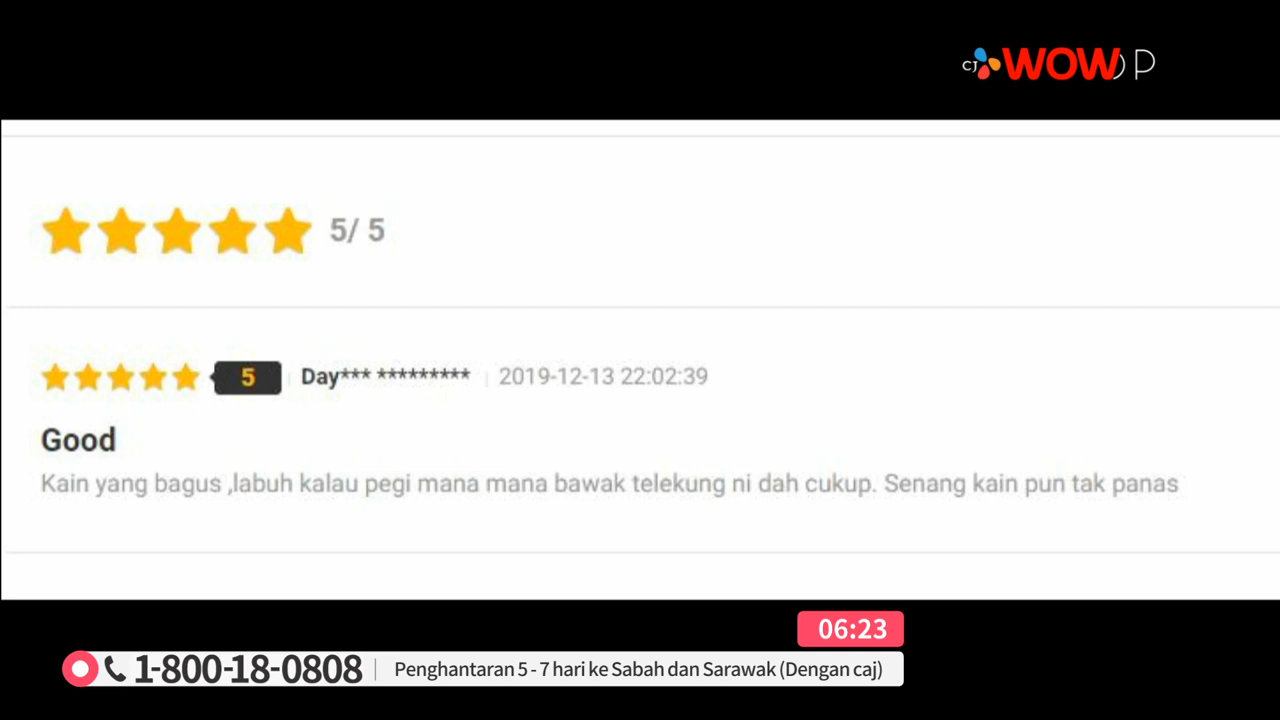 CJ WOW P
5/ 5
5 Day*** ********* 2019-12-13 22:02:39
Good
Kain yang bagus ,labuh kalau pegi mana mana bawak telekung ni dah cukup. Senang kain pun tak panas
06:23
1-800-18-0808 Penghantaran 5 - 7 hari ke Sabah dan Sarawak (Dengan caj)